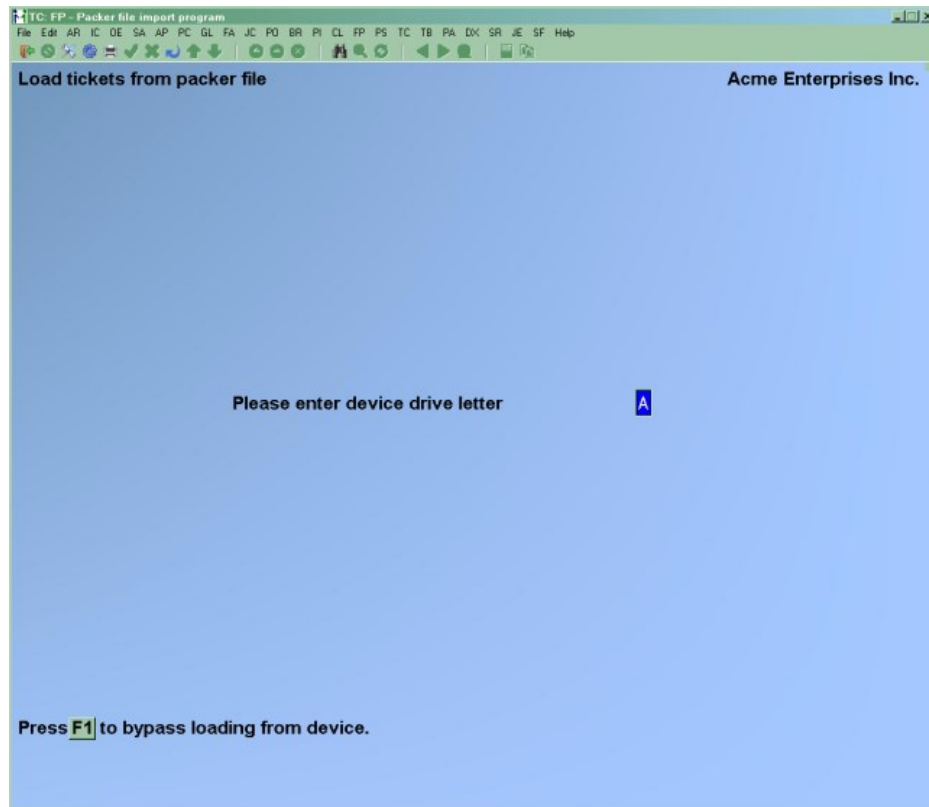 TC: FP - Packer file import program
File Edit AR IC OE SA AP PC GL FA JC PO BR PI CL FP PS TC TB PA DX SR JE SF Help
Load tickets from packer file
Acme Enterprises Inc.
Please enter device drive letter A
Press F1 to bypass loading from device.